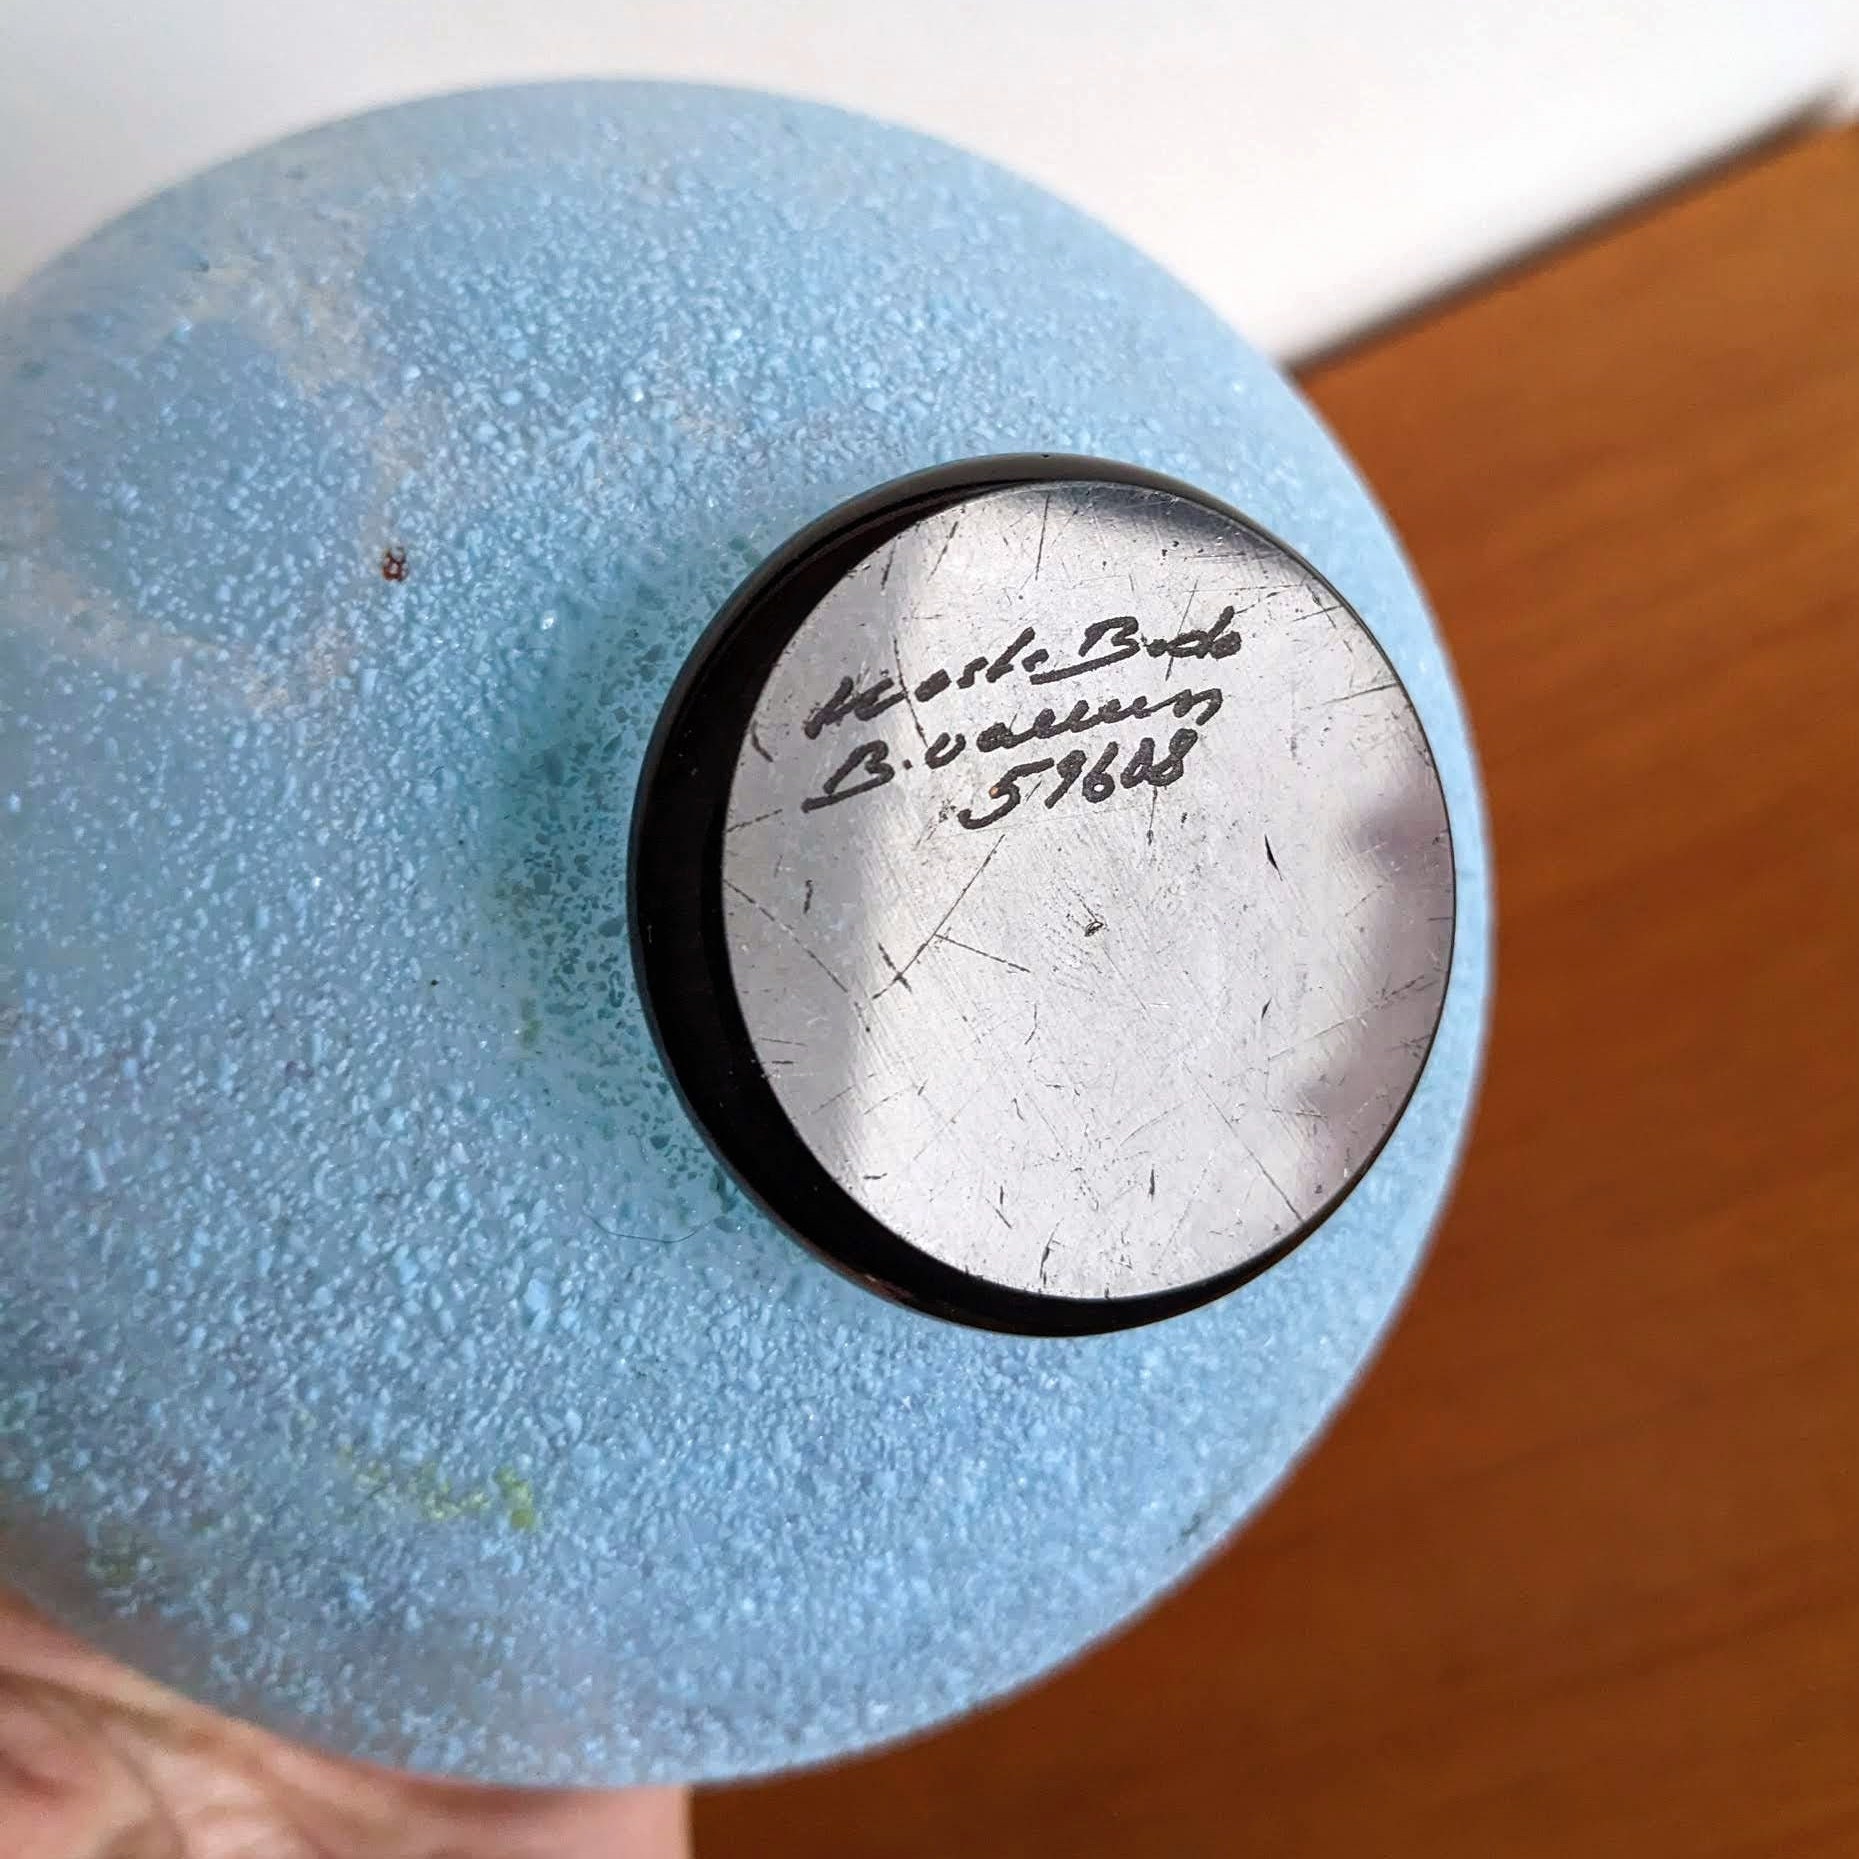 Kosta Boda
B. Vallien
59608